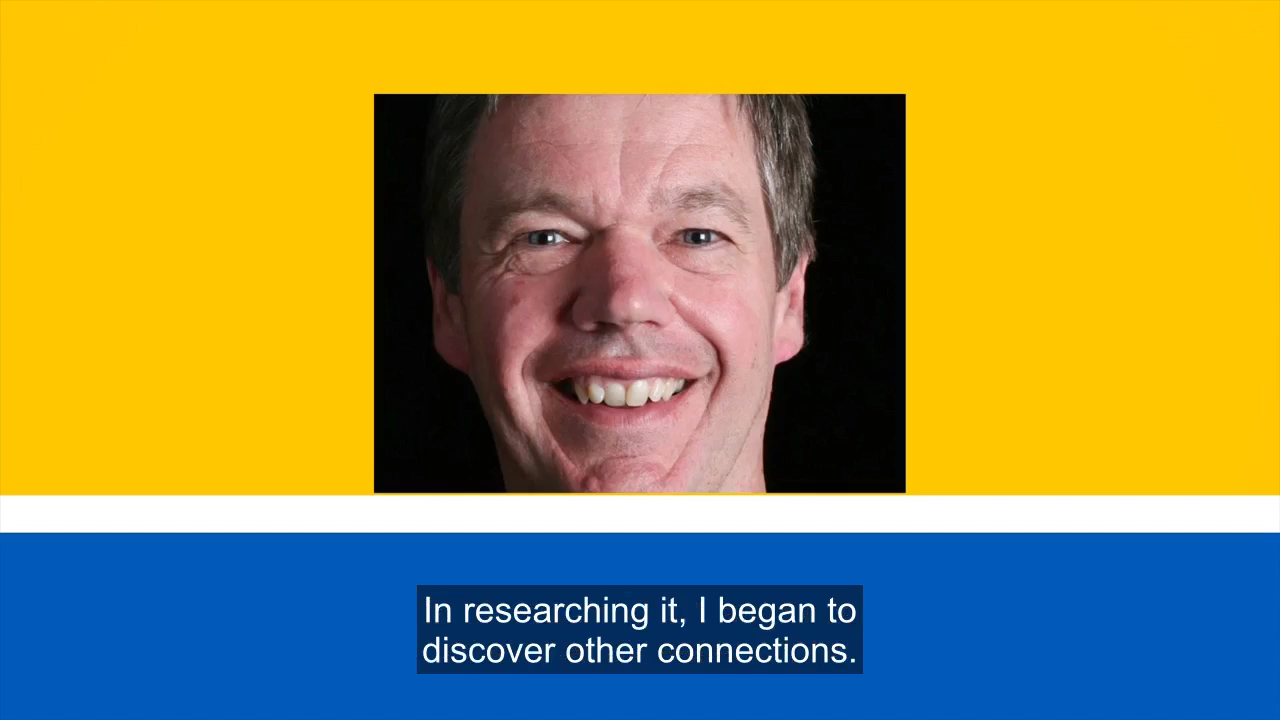 In researching it, I began to
discover other connections.